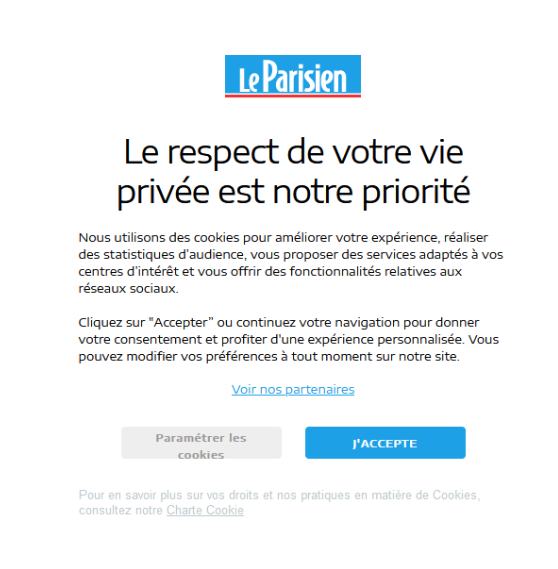 Le Parisien
Le respect de votre vie
privée est notre priorité
Nous utilisons des cookies pour améliorer votre expérience, réaliser
des statistiques d'audience, vous proposer des services adaptés à vos
centres d'intérêt et vous offrir des fonctionnalités relatives aux
réseaux sociaux.
Cliquez sur "Accepter" ou continuez votre navigation pour donner
votre consentement et profiter d'une expérience personnalisée. Vous
pouvez modifier vos préférences à tout moment sur notre site.
Voir nos partenaires
Paramétrer les
cookies
J'ACCEPTE
Pour en savoir plus sur vos droits et nos pratiques en matière de Cookies,
consultez notre Charte Cookie